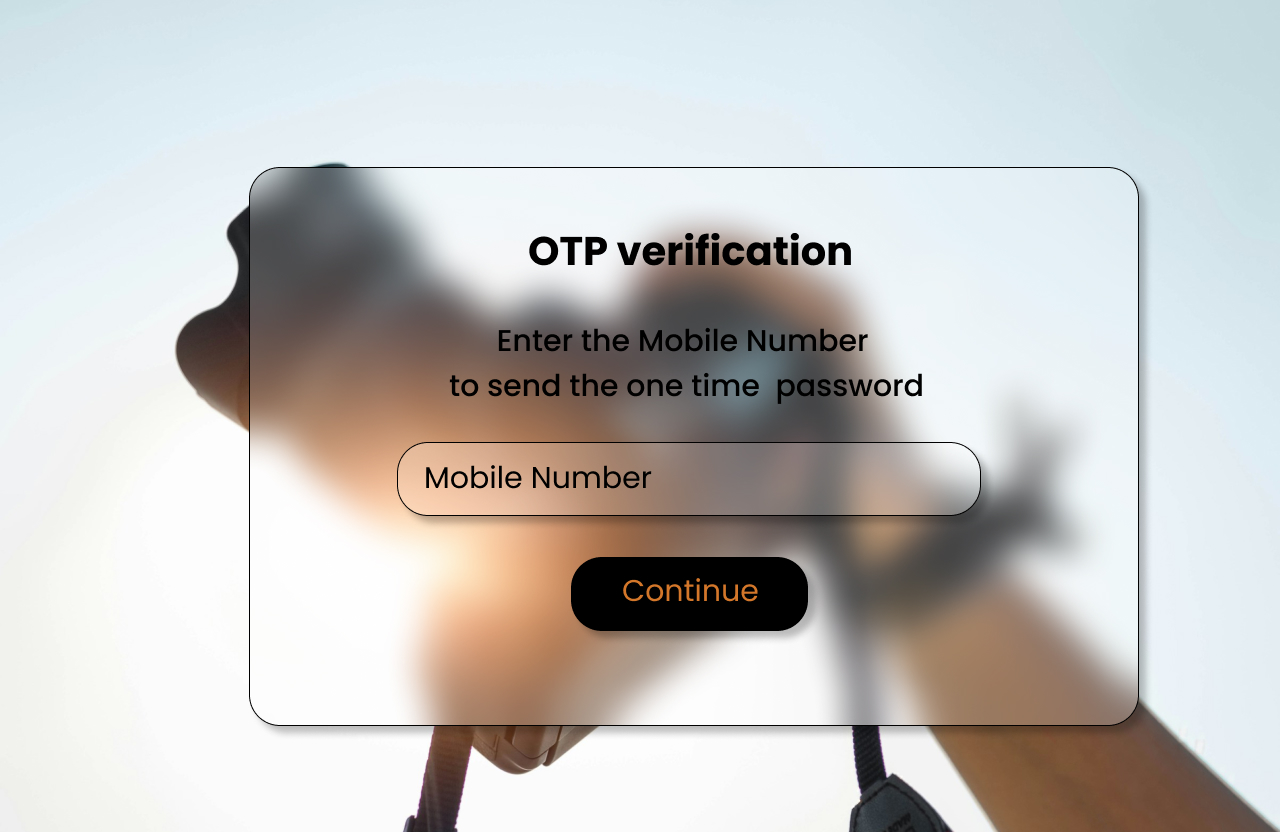 OTP verification
Enter the Mobile Number
to send the one time  password
Mobile Number
Continue